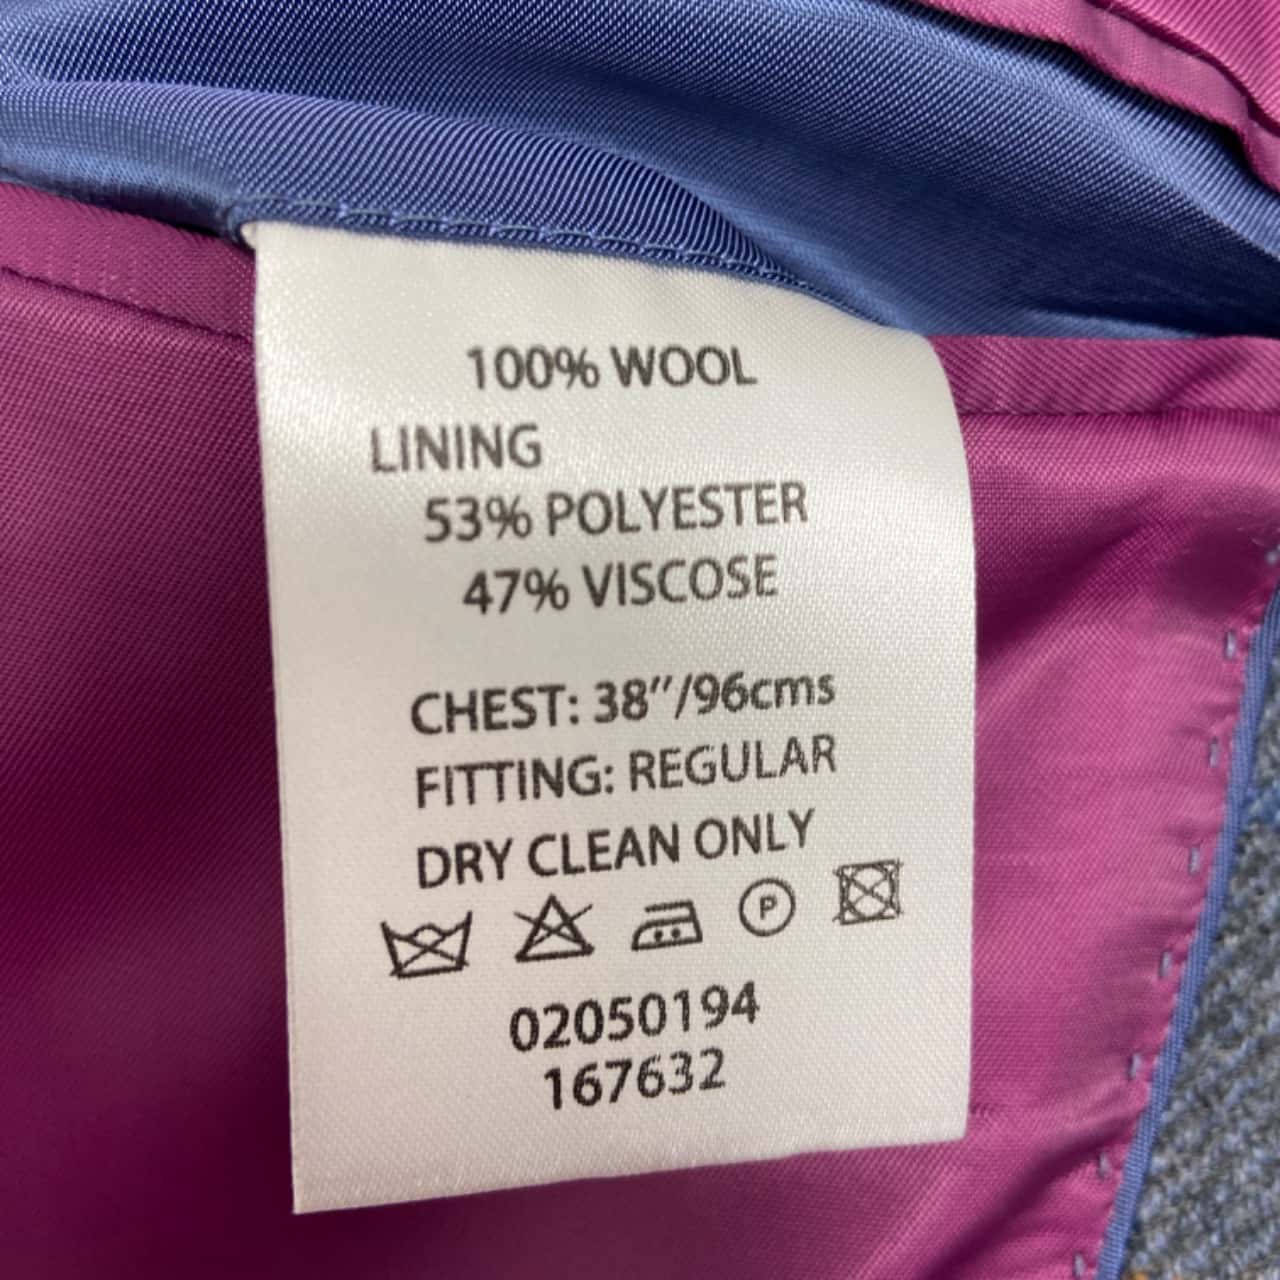 100% WOOL
LINING
53% POLYESTER
47% VISCOSE
CHEST: 38″/96cms
FITTING: REGULAR
DRY CLEAN ONLY
P
02050194
167632